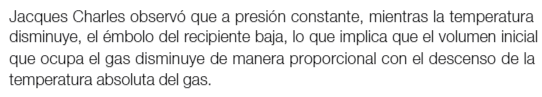 Jacques Charles observó que a presión constante, mientras la temperatura
disminuye, el émbolo del recipiente baja, lo que implica que el volumen inicial
que ocupa el gas disminuye de manera proporcional con el descenso de la
temperatura absoluta del gas.